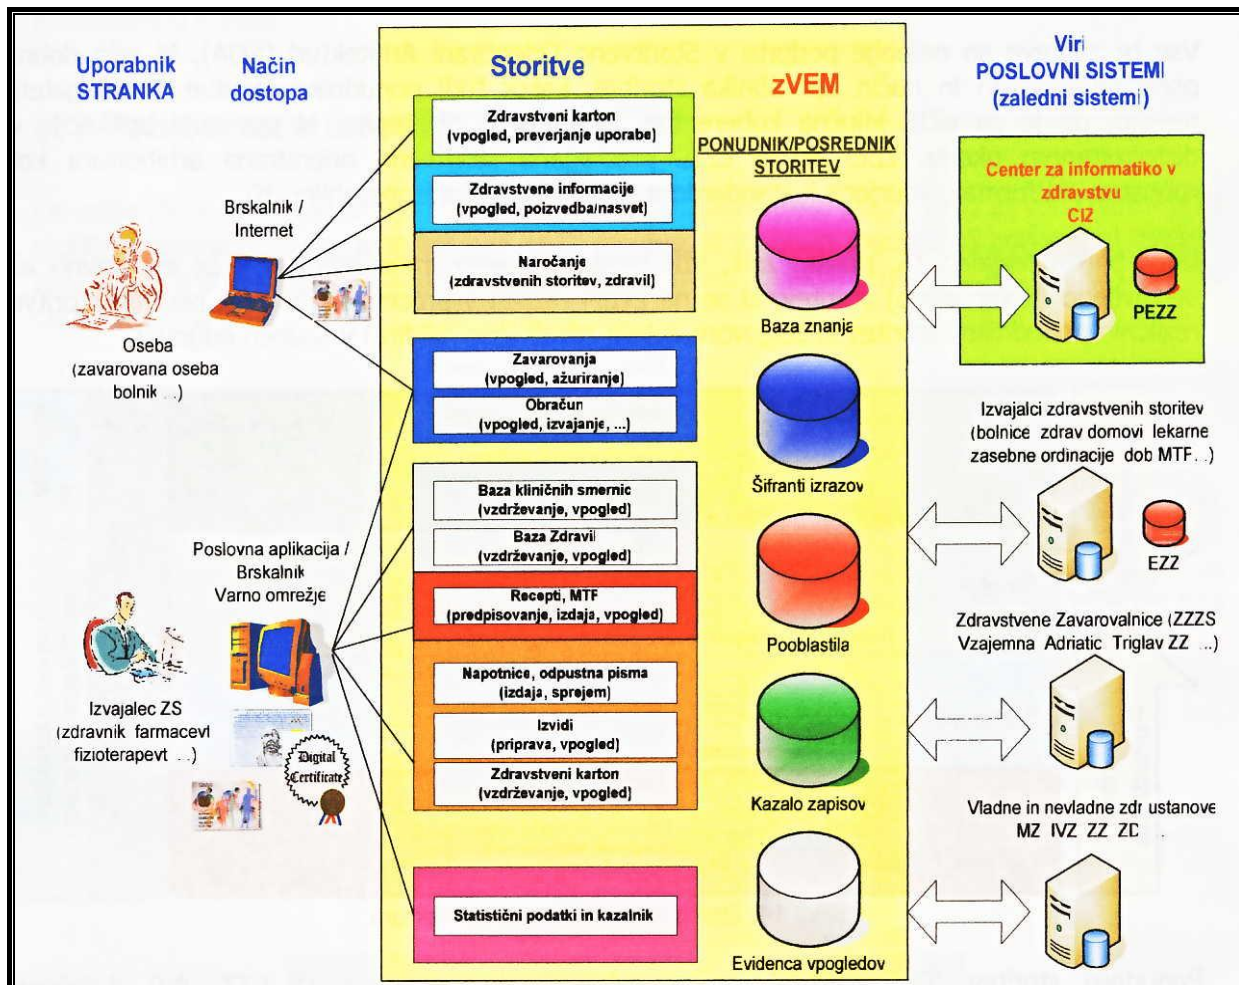 Uporabnik
STRANKA
Način
dostopa
Storitve
zVEM
Viri
POSLOVNI SISTEMI
(zaledni sistemi)
Zdravstveni karton
(vpogled, preverjanje uporabe)
Zdravstvene informacije
(vpogled, poizvedba/nasvet)
Naročanje
(zdravstvenih storitev, zdravil)
Zavarovanja
(vpogled, ažuriranje)
Obračun
(vpogled, izvajanje, ...)
Baza kliničnih smernic
(vzdrževanje, vpogled)
Baza Zdravil
(vzdrževanje, vpogled)
Recepti, MTF
(predpisovanje, izdaja, vpogled)
Napotnice, odpustna pisma
(izdaja, sprejem)
Izvidi
(priprava, vpogled)
Zdravstveni karton
(vzdrževanje, vpogled)
Statistični podatki in kazalnik
PONUDNIK/POSREDNIK
STORITEV
Baza znanja
Šifranti izrazov
Pooblastila
Kazalo zapisov
Evidenca vpogledov
Brskalnik /
Internet
Oseba
(zavarovana oseba
bolnik ...)
Poslovna aplikacija /
Brskalnik
Varno omrežje
Izvajalec ZS
(zdravnik farmacevt
fizioterapevt ...)
Digital
Certificate
Center za informatiko v
zdravstvu
CIZ
PEZZ
Izvajalci zdravstvenih storitev
(bolnice zdrav domovi lekarne
zasebne ordinacije dob MTF...)
EZZ
Zdravstvene Zavarovalnice (ZZZS
Vzajemna Adriatic Triglav ZZ ...)
Vladne in nevladne zdr ustanove
MZ IVZ ZZ ZD ...